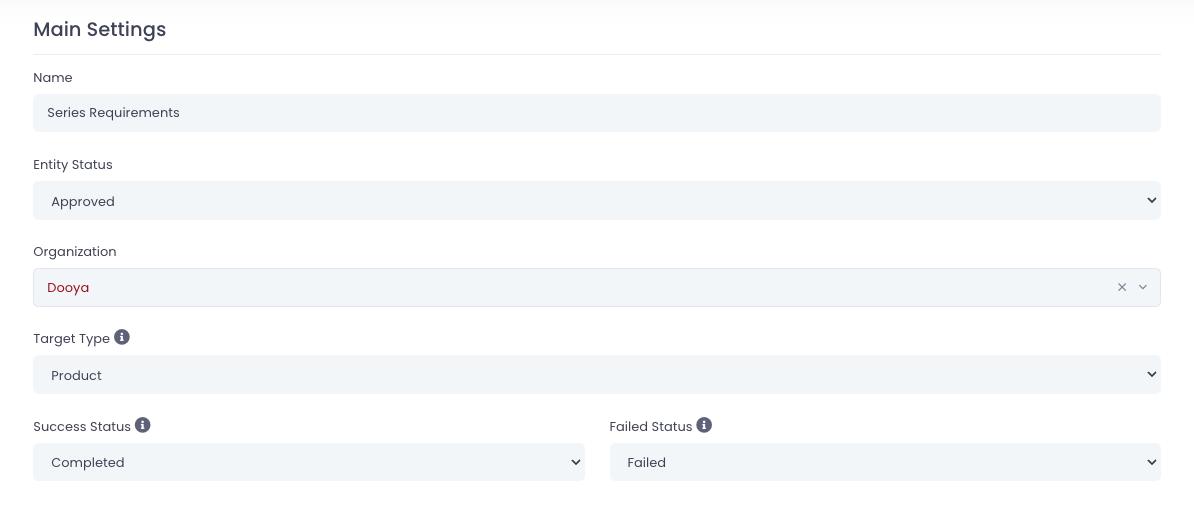 Main Settings
Name
Series Requirements
Entity Status
Approved
Organization
Dooya
Target Type
Product
Success Status
Failed Status
Completed
Failed